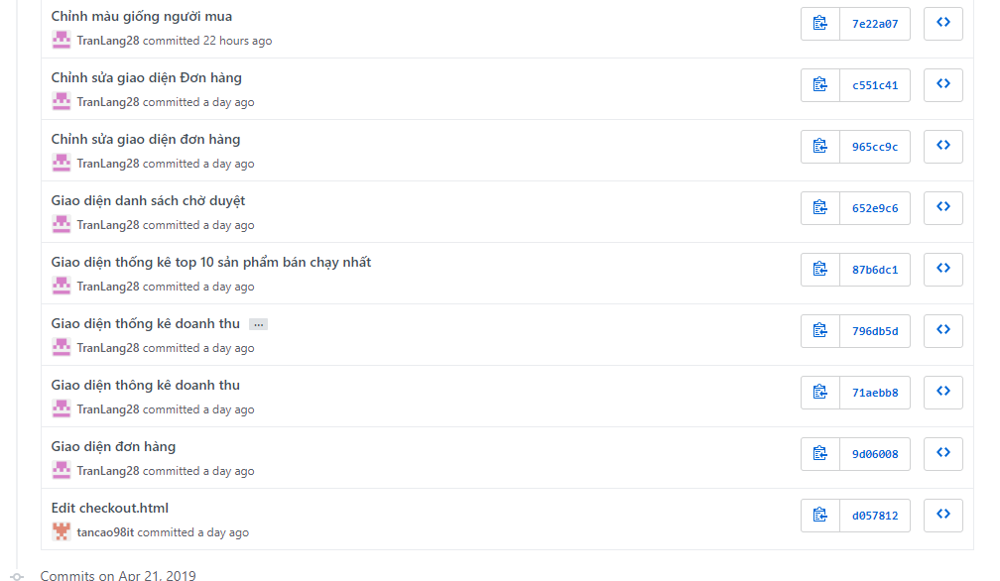 Chỉnh màu giống người mua
TranLang28 committed 22 hours ago
7e22a07
Chỉnh sửa giao diện Đơn hàng
TranLang28 committed a day ago
c551c41
Chỉnh sửa giao diện đơn hàng
TranLang28 committed a day ago
965cc9c
Giao diện danh sách chờ duyệt
TranLang28 committed a day ago
652e9c6
Giao diện thống kê top 10 sản phẩm bán chạy nhất
TranLang28 committed a day ago
87b6dc1
Giao diện thống kê doanh thu ...
TranLang28 committed a day ago
796db5d
Giao diện thông kê doanh thu
TranLang28 committed a day ago
71aebb8
Giao diện đơn hàng
TranLang28 committed a day ago
9d06008
Edit checkout.html
tancao98it committed a day ago
d057812
Commits on Apr 21, 2019